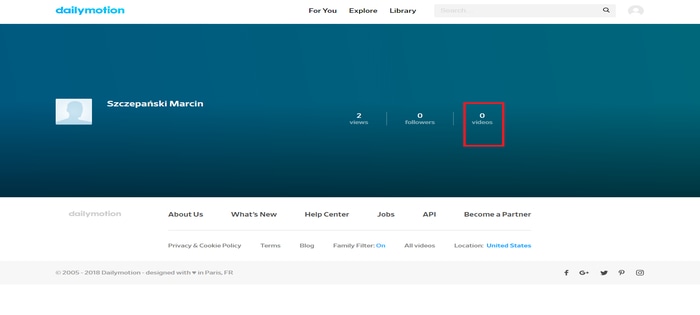 dailymotion For You Explore Library Search...
Szczepański Marcin
2 0 0
views followers videos
dailymotion About Us What's New Help Center Jobs API Become a Partner
Privacy & Cookie Policy Terms Blog Family Filter: On All videos Location: United States
© 2005 - 2018 Dailymotion - designed with ♥ in Paris, FR